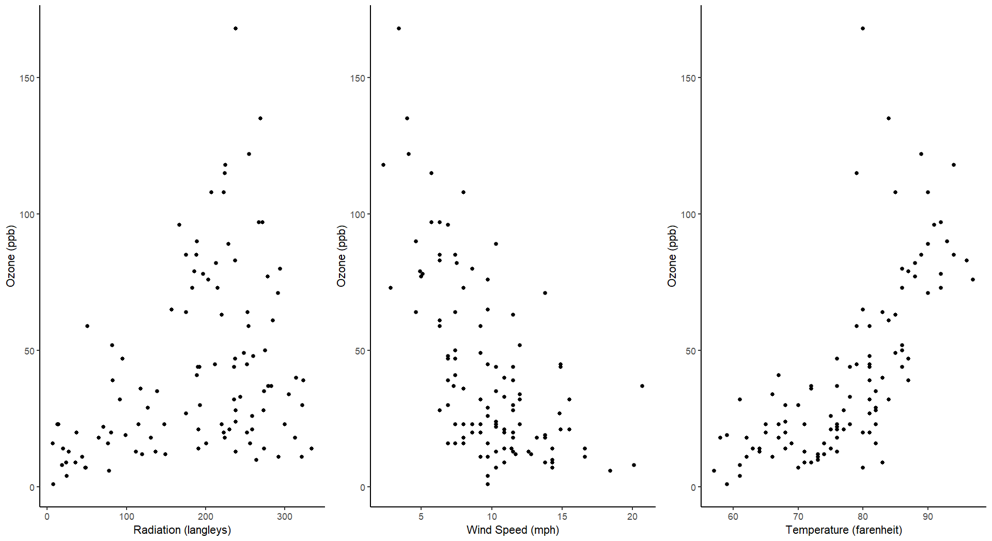 150
100
50
0
Ozone (ppb)
0 100 200 300
Radiation (langleys)
150
100
50
0
Ozone (ppb)
5 10 15 20
Wind Speed (mph)
150
100
50
0
Ozone (ppb)
60 70 80 90
Temperature (farenheit)